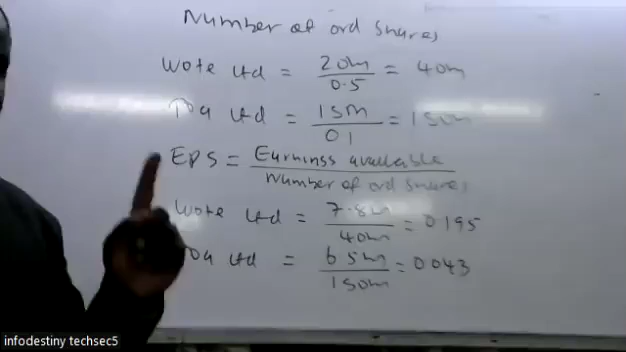 Number of ord shares
Wote Ltd = 20m / 0.5 = 40m
Ltd = 15m / 0.1 = 150m
EPS = Earnings available / Number of ord shares
Wote Ltd = 7.8m / 40m = 0.195
Ltd = 6.5m / 150m = 0.043
infodestiny techsec5